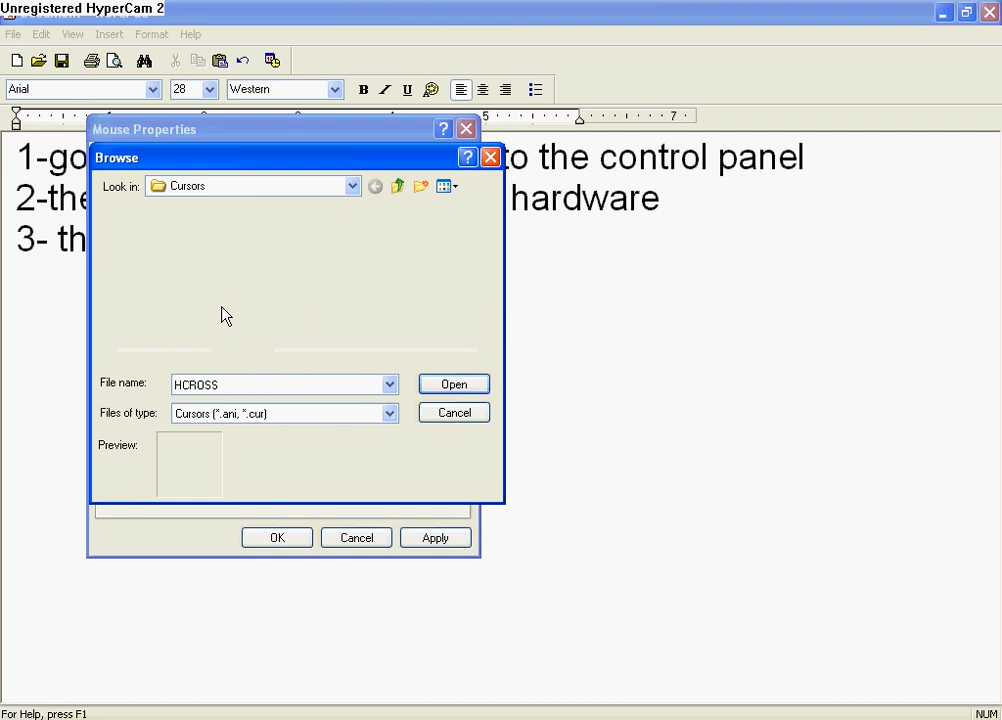 Unregistered HyperCam 2
File Edit View Insert Format Help
Arial 28 Western
5 7
Mouse Properties
Browse
1-go to the control panel
2-the hardware
3- th
Look in: Cursors
File name: HCROSS Open
Files of type: Cursors (*.ani, *.cur) Cancel
Preview:
OK Cancel Apply
For Help, press F1 NUM